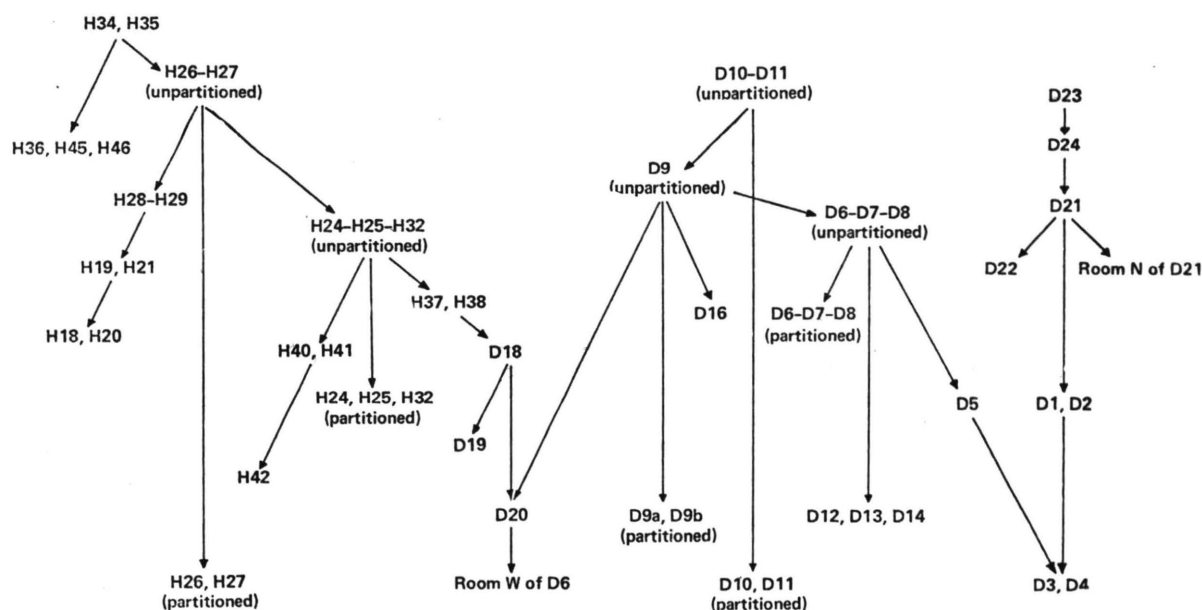 H34, H35
H26–H27
(unpartitioned)
D10–D11
(unpartitioned)
D23
H36, H45, H46
D24
D9
(unpartitioned)
H28–H29
D21
H24–H25–H32
(unpartitioned)
D6–D7–D8
(unpartitioned)
H19, H21
D22
Room N of D21
H37, H38
D16
D6–D7–D8
(partitioned)
H18, H20
H40, H41
D18
H24, H25, H32
(partitioned)
D5
D1, D2
D19
H42
D20
D9a, D9b
(partitioned)
D12, D13, D14
H26, H27
(partitioned)
Room W of D6
D10, D11
(partitioned)
D3, D4